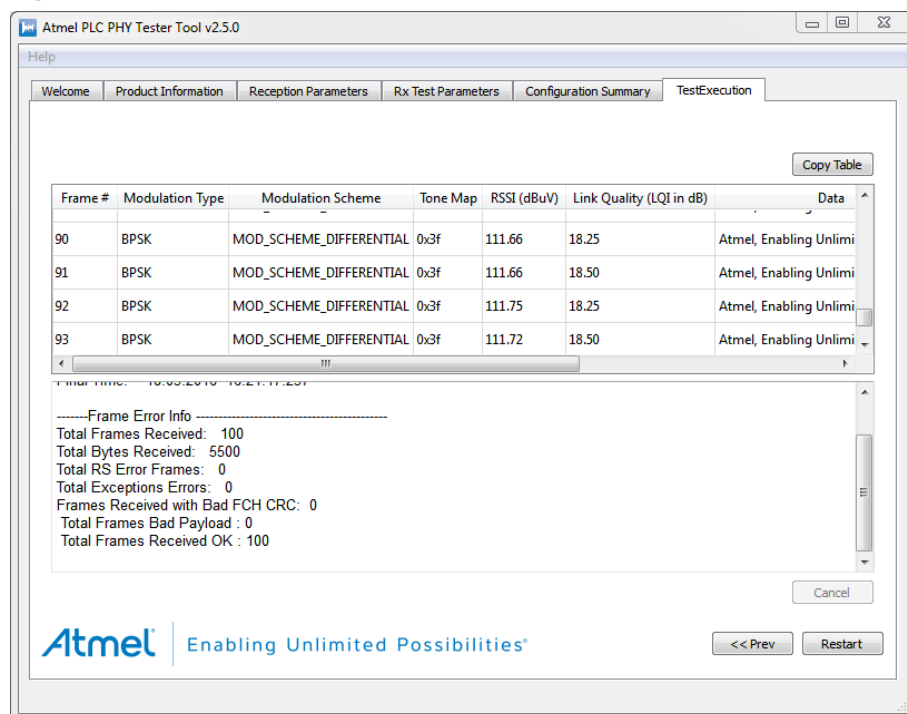 Atmel PLC PHY Tester Tool v2.5.0
Help
Welcome Product Information Reception Parameters Rx Test Parameters Configuration Summary TestExecution
Copy Table
Frame # Modulation Type Modulation Scheme Tone Map RSSI (dBuV) Link Quality (LQI in dB) Data
90 BPSK MOD_SCHEME_DIFFERENTIAL 0x3f 111.66 18.25 Atmel, Enabling Unlimi
91 BPSK MOD_SCHEME_DIFFERENTIAL 0x3f 111.66 18.50 Atmel, Enabling Unlimi
92 BPSK MOD_SCHEME_DIFFERENTIAL 0x3f 111.75 18.25 Atmel, Enabling Unlimi
93 BPSK MOD_SCHEME_DIFFERENTIAL 0x3f 111.72 18.50 Atmel, Enabling Unlimi
-------Frame Error Info --------------------------------------------
Total Frames Received: 100
Total Bytes Received: 5500
Total RS Error Frames: 0
Total Exceptions Errors: 0
Frames Received with Bad FCH CRC: 0
Total Frames Bad Payload : 0
Total Frames Received OK : 100
Cancel
Atmel Enabling Unlimited Possibilities®
<< Prev Restart